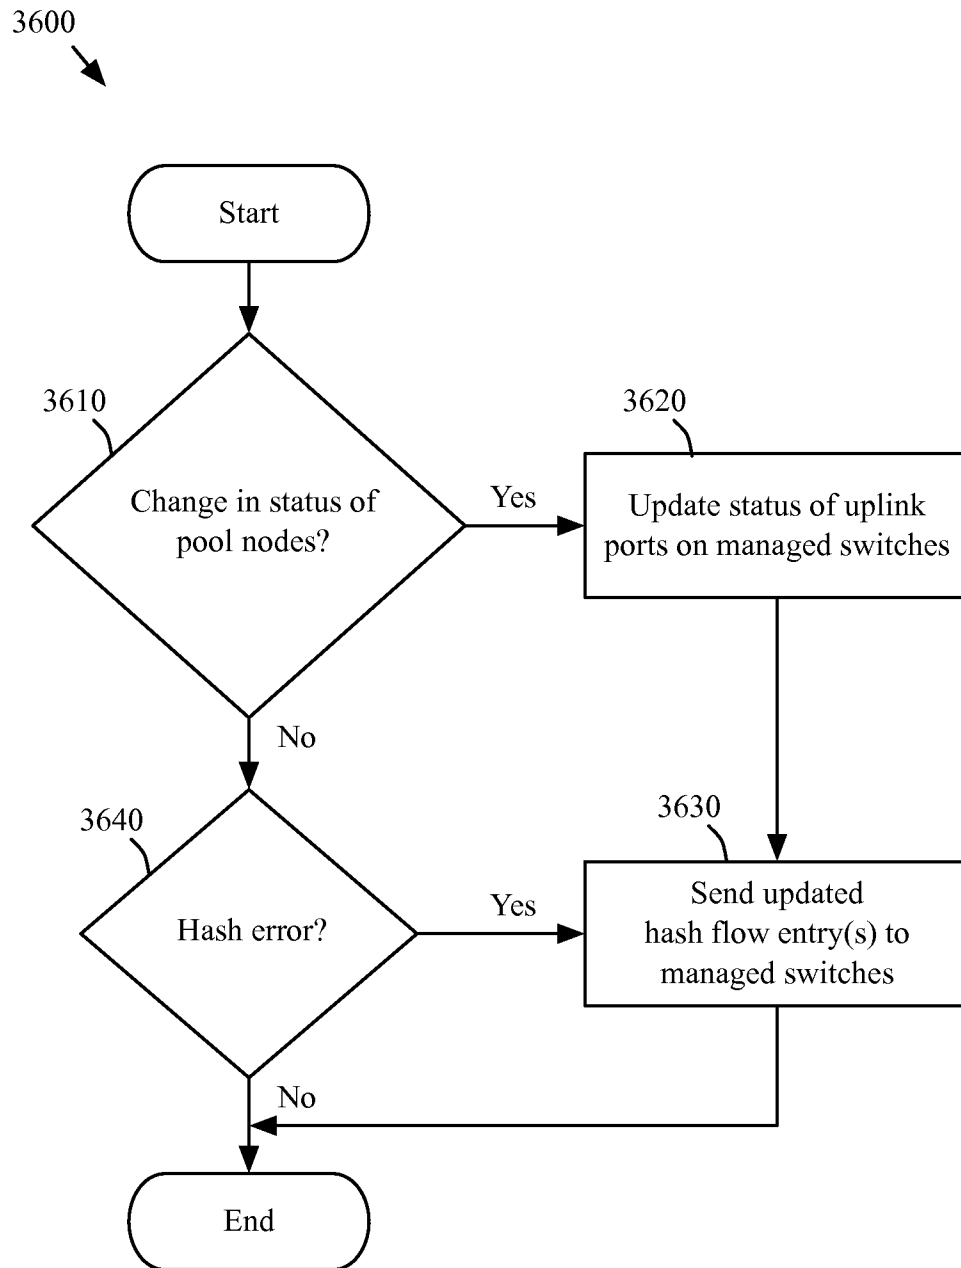 3600
Start
3610
Change in status of
pool nodes?
Yes
3620
Update status of uplink
ports on managed switches
No
3640
Hash error?
Yes
3630
Send updated
hash flow entry(s) to
managed switches
No
End